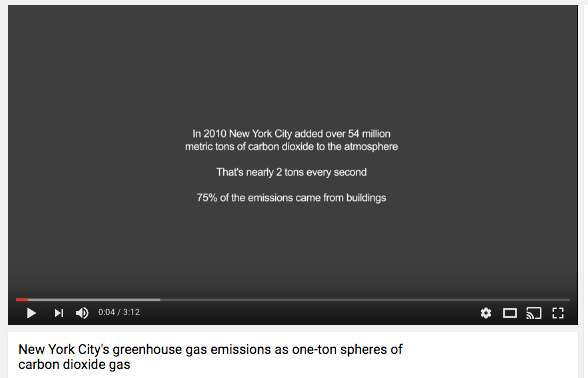 In 2010 New York City added over 54 million
metric tons of carbon dioxide to the atmosphere
That's nearly 2 tons every second
75% of the emissions came from buildings
0:04 / 3:12
New York City's greenhouse gas emissions as one-ton spheres of
carbon dioxide gas